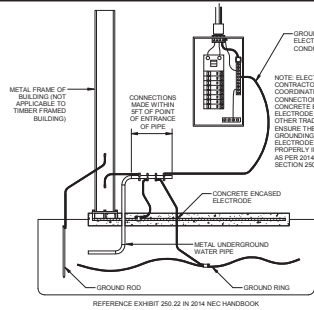 METAL FRAME OF
BUILDING (NOT
APPLICABLE TO
TIMBER FRAMED
BUILDING)
CONNECTIONS
MADE WITHIN
5FT OF POINT
OF ENTRANCE
OF PIPE
GROUN
ELECT
CONDU
NOTE: ELECT
CONTRACTO
COORDINATI
CONNECTION
CONCRETE E
ELECTRODE
OTHER TRAD
ENSURE THE
GROUNDING
ELECTRODE
PROPERLY I
AS PER 2014
SECTION 250
CONCRETE ENCASED
ELECTRODE
METAL UNDERGROUND
WATER PIPE
GROUND ROD
GROUND RING
REFERENCE EXHIBIT 250.22 IN 2014 NEC HANDBOOK